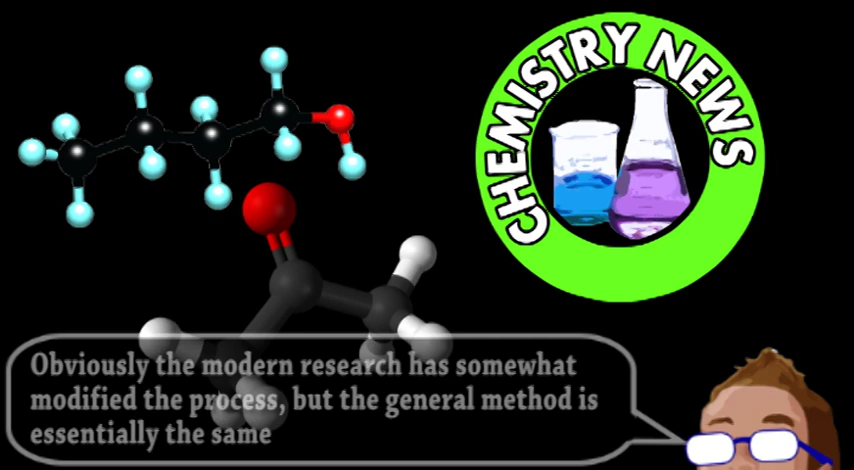 CHEMISTRY NEWS
Obviously the modern research has somewhat
modified the process, but the general method is
essentially the same